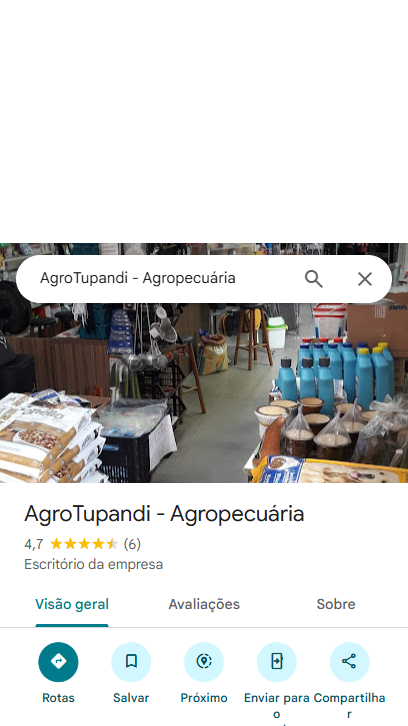 AgroTupandi - Agropecuária
AgroTupandi - Agropecuária
4,7 (6)
Escritório da empresa
Visão geral Avaliações Sobre
Rotas Salvar Próximo Enviar para o Compartilhar